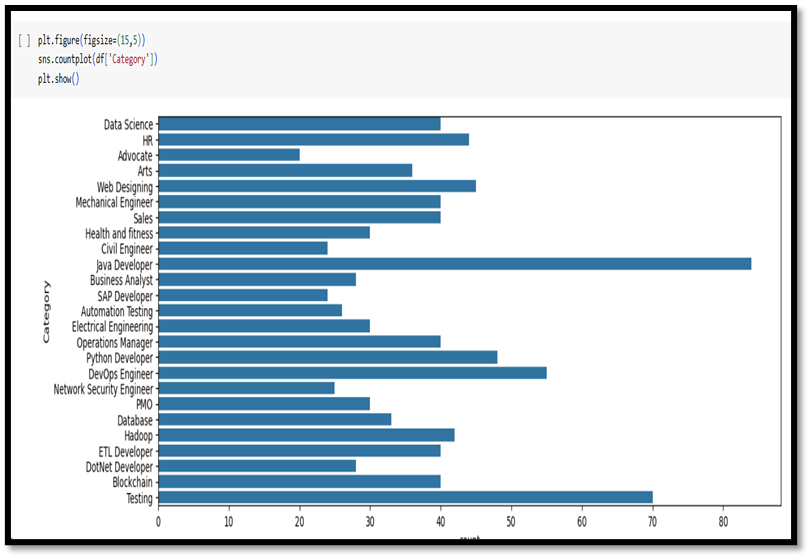 [ ] plt.figure(figsize=(15,5))
sns.countplot(df['Category'])
plt.show()
Data Science
HR
Advocate
Arts
Web Designing
Mechanical Engineer
Sales
Health and fitness
Civil Engineer
Java Developer
Business Analyst
SAP Developer
Automation Testing
Electrical Engineering
Operations Manager
Python Developer
DevOps Engineer
Network Security Engineer
PMO
Database
Hadoop
ETL Developer
DotNet Developer
Blockchain
Testing
Category
0 10 20 30 40 50 60 70 80